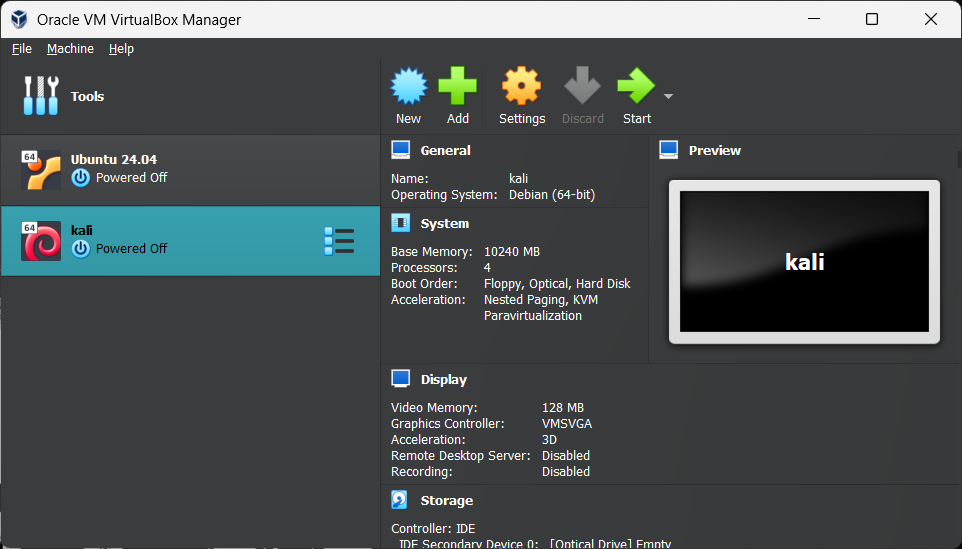 Oracle VM VirtualBox Manager
File Machine Help
Tools
New Add Settings Discard Start
64
Ubuntu 24.04
Powered Off
64
kali
Powered Off
General
Name: kali
Operating System: Debian (64-bit)
System
Base Memory: 10240 MB
Processors: 4
Boot Order: Floppy, Optical, Hard Disk
Acceleration: Nested Paging, KVM
Paravirtualization
Preview
kali
Display
Video Memory: 128 MB
Graphics Controller: VMSVGA
Acceleration: 3D
Remote Desktop Server: Disabled
Recording: Disabled
Storage
Controller: IDE
IDE Secondary Device 0: [Optical Drive] Empty